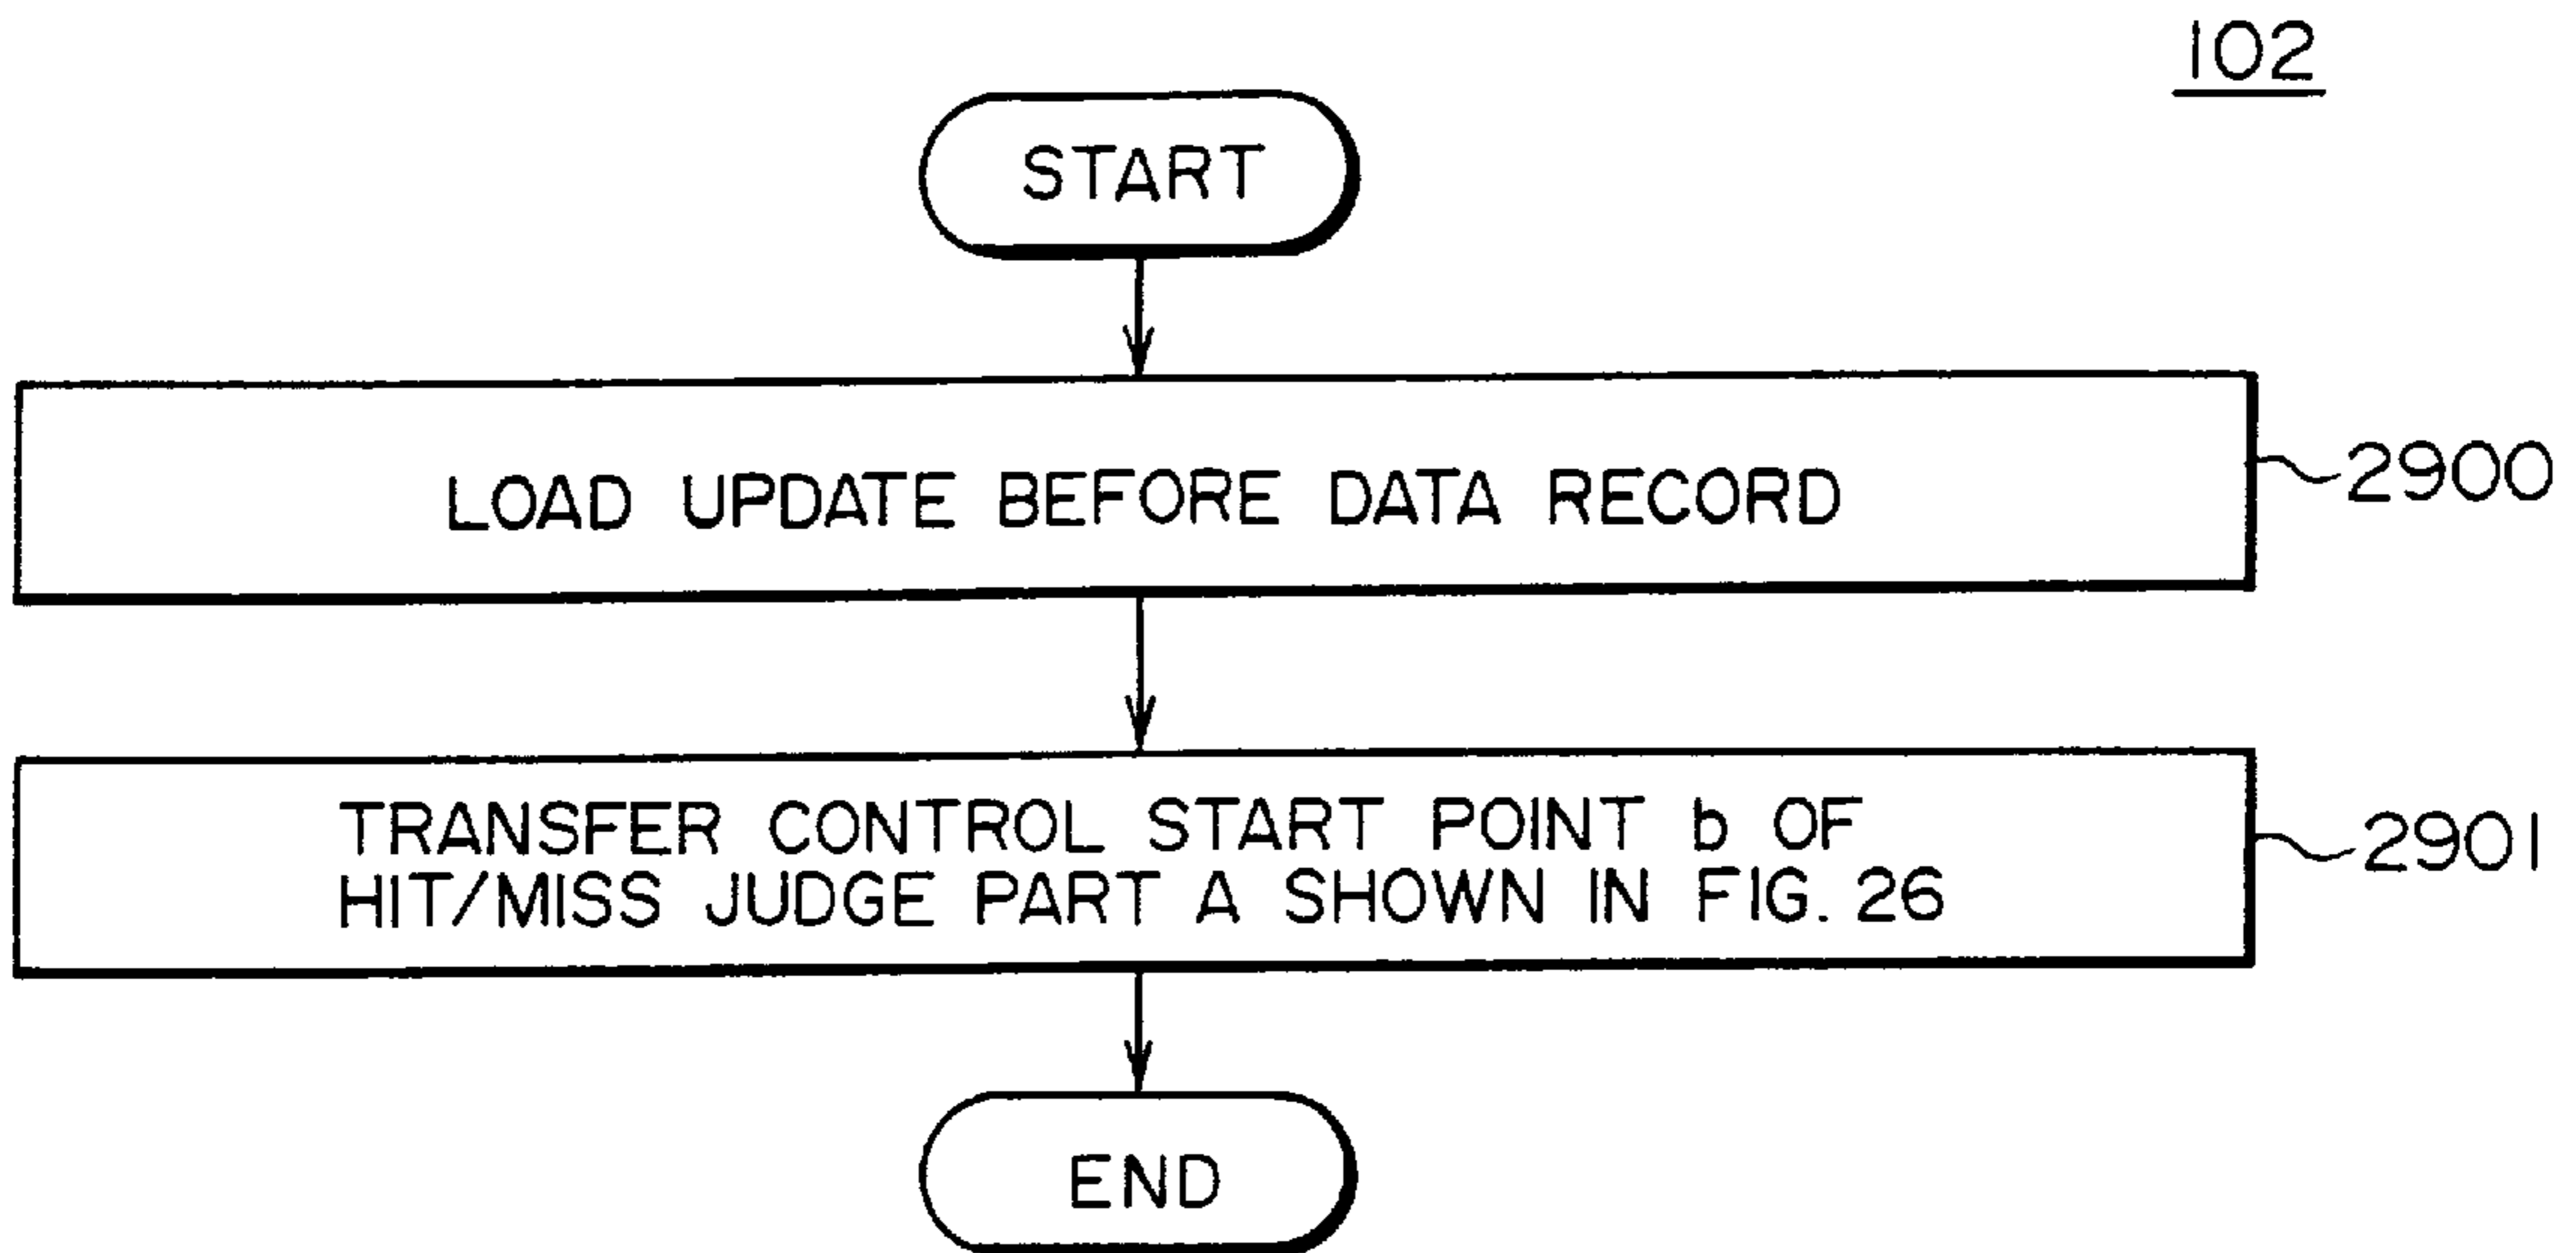 102
START
LOAD UPDATE BEFORE DATA RECORD
2900
TRANSFER CONTROL START POINT b OF
HIT/MISS JUDGE PART A SHOWN IN FIG. 26
2901
END